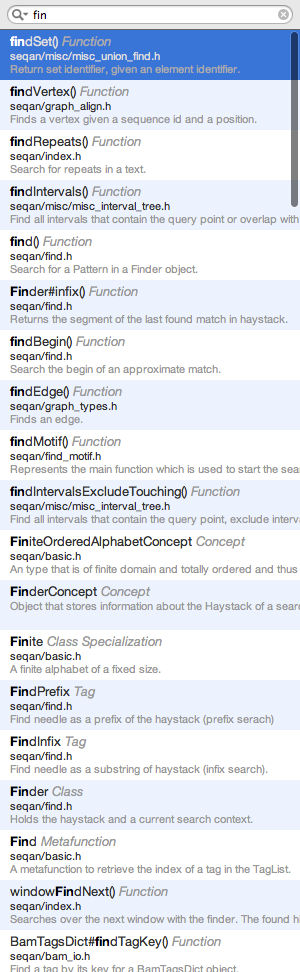 fin
findSet() Function
seqan/misc/misc_union_find.h
Return set identifier, given an element identifier.
findVertex() Function
seqan/graph_align.h
Finds a vertex given a sequence id and a position.
findRepeats() Function
seqan/index.h
Search for repeats in a text.
findIntervals() Function
seqan/misc/misc_interval_tree.h
Find all intervals that contain the query point or overlap with
find() Function
seqan/find.h
Search for a Pattern in a Finder object.
Finder#infix() Function
seqan/find.h
Returns the segment of the last found match in haystack.
findBegin() Function
seqan/find.h
Search the begin of an approximate match.
findEdge() Function
seqan/graph_types.h
Finds an edge.
findMotif() Function
seqan/find_motif.h
Represents the main function which is used to start the sea
findIntervalsExcludeTouching() Function
seqan/misc/misc_interval_tree.h
Find all intervals that contain the query point, exclude interv
FiniteOrderedAlphabetConcept Concept
seqan/basic.h
An type that is of finite domain and totally ordered and thus
FinderConcept Concept
Object that stores information about the Haystack of a sear
Finite Class Specialization
seqan/basic.h
A finite alphabet of a fixed size.
FindPrefix Tag
seqan/find.h
Find needle as a prefix of the haystack (prefix serach)
FindInfix Tag
seqan/find.h
Find needle as a substring of haystack (infix search).
Finder Class
seqan/find.h
Holds the haystack and a current search context.
Find Metafunction
seqan/basic.h
A metafunction to retrieve the index of a tag in the TagList.
windowFindNext() Function
seqan/index.h
Searches over the next window with the finder. The found hi
BamTagsDict#findTagKey() Function
seqan/bam_io.h
Find a tag by its key for a BamTagsDict object.